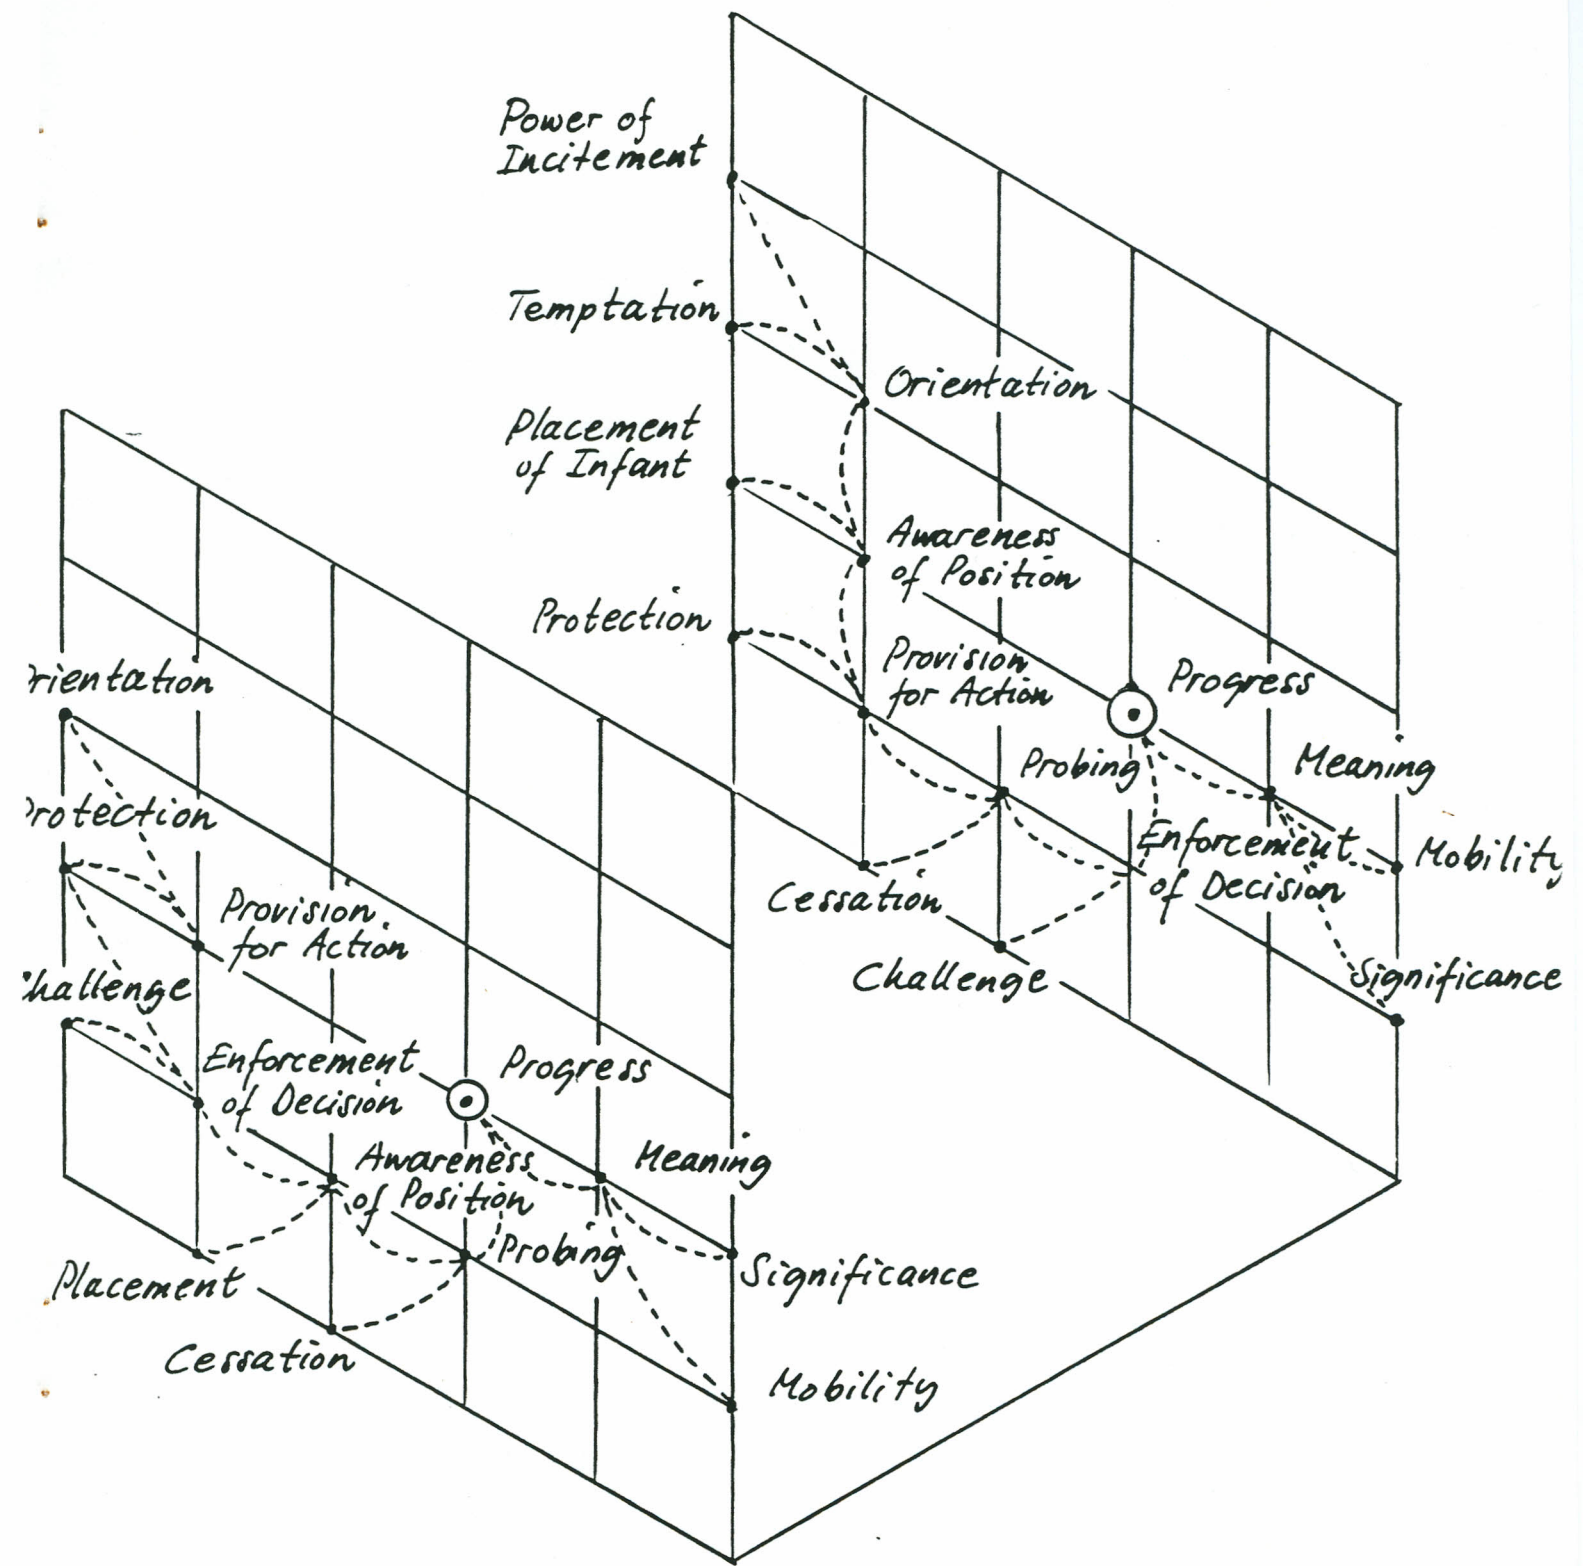 Power of
Incitement
Temptation
Orientation
Placement
of Infant
Awareness
of Position
Protection
Provision
for Action
Progress
Probing
Meaning
Enforcement
of Decision
Mobility
Cessation
Challenge
Significance
rientation
rotection
Provision
for Action
hallenge
Enforcement
of Decision
Progress
Awareness
of Position
Meaning
Probing
Placement
Significance
Cessation
Mobility